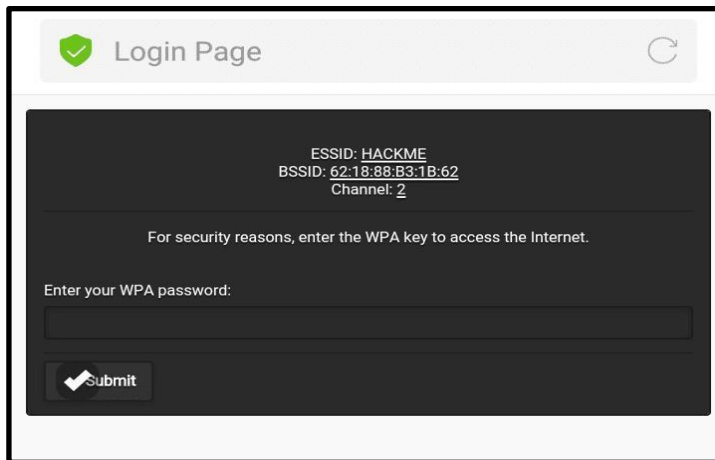 Login Page
ESSID: HACKME
BSSID: 62:18:88:B3:1B:62
Channel: 2
For security reasons, enter the WPA key to access the Internet.
Enter your WPA password:
Submit